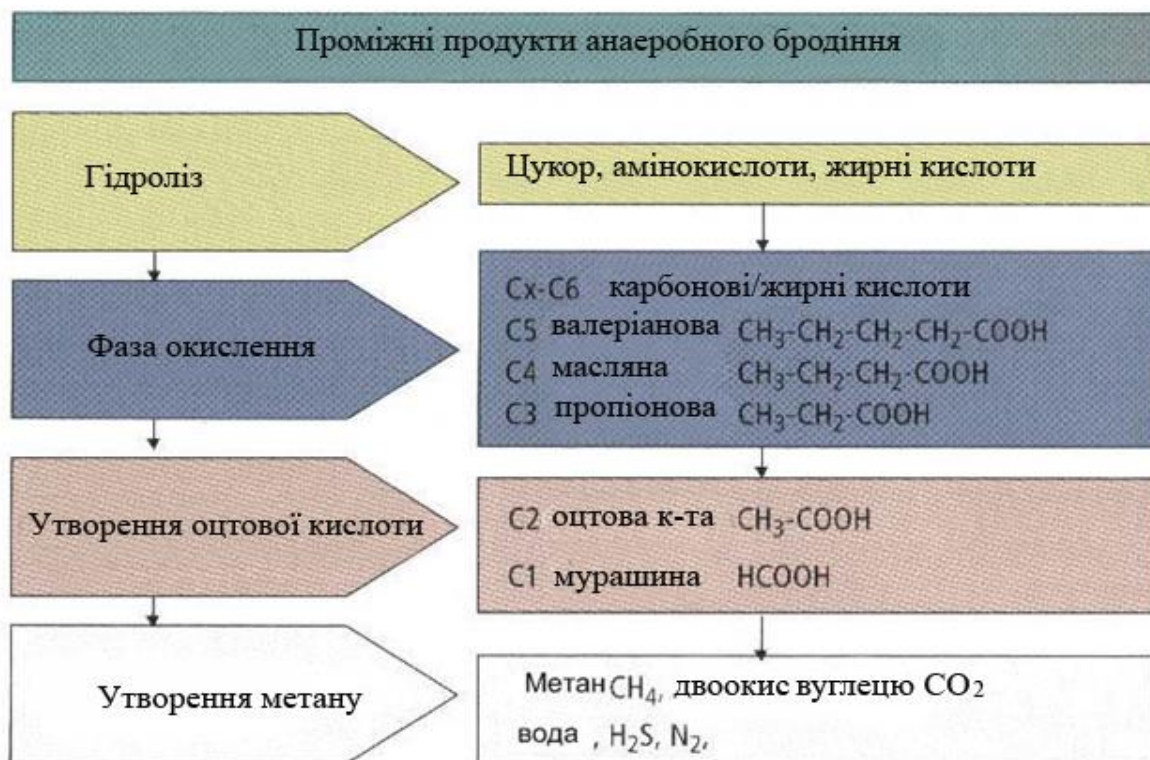 Проміжні продукти анаеробного бродіння
Гідроліз
Цукор, амінокислоти, жирні кислоти
Фаза окислення
Cx-C6 карбонові/жирні кислоти
C5 валеріанова CH₃-CH₂-CH₂-CH₂-COOH
C4 масляна CH₃-CH₂-CH₂-COOH
C3 пропіонова CH₃-CH₂-COOH
Утворення оцтової кислоти
C2 оцтова к-та CH₃-COOH
C1 мурашина HCOOH
Утворення метану
Метан CH₄, двоокис вуглецю CO₂
вода , H₂S, N₂,